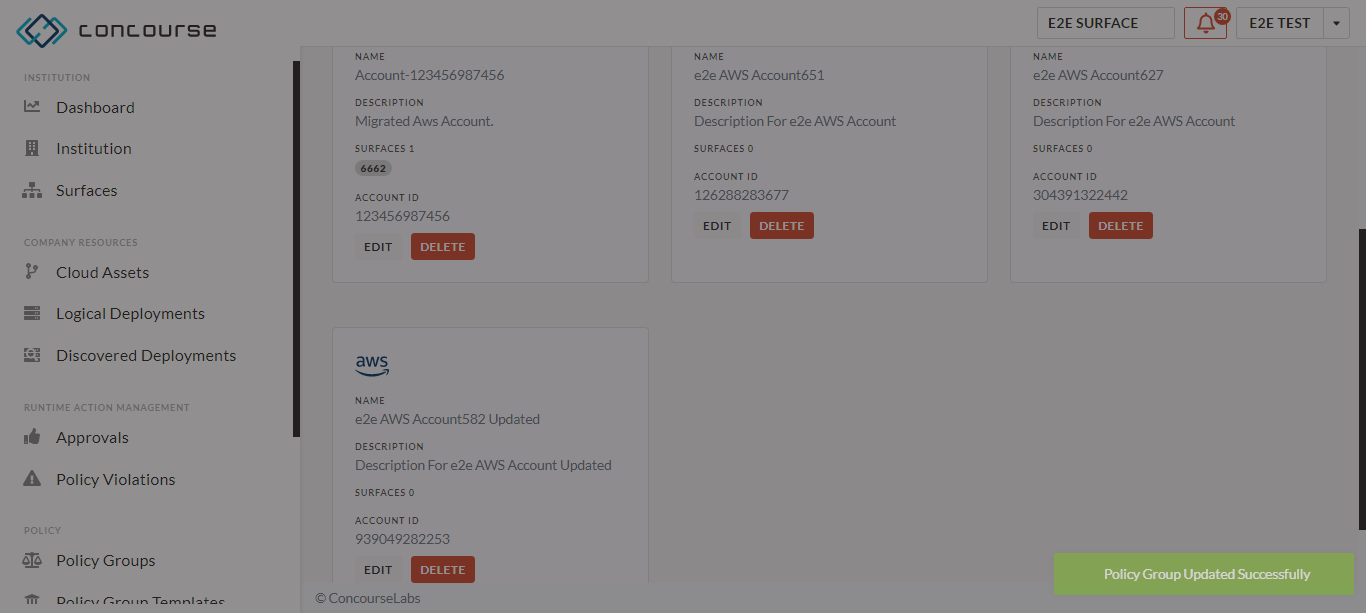 concourse
E2E SURFACE
30
E2E TEST
INSTITUTION
Dashboard
Institution
Surfaces
COMPANY RESOURCES
Cloud Assets
Logical Deployments
Discovered Deployments
RUNTIME ACTION MANAGEMENT
Approvals
Policy Violations
POLICY
Policy Groups
Policy Group Templates
NAME
Account-123456987456
DESCRIPTION
Migrated Aws Account.
SURFACES 1
6662
ACCOUNT ID
123456987456
EDIT DELETE
NAME
e2e AWS Account651
DESCRIPTION
Description For e2e AWS Account
SURFACES 0
ACCOUNT ID
126288283677
EDIT DELETE
NAME
e2e AWS Account627
DESCRIPTION
Description For e2e AWS Account
SURFACES 0
ACCOUNT ID
304391322442
EDIT DELETE
aws
NAME
e2e AWS Account582 Updated
DESCRIPTION
Description For e2e AWS Account Updated
SURFACES 0
ACCOUNT ID
939049282253
EDIT DELETE
Policy Group Updated Successfully
© ConcourseLabs